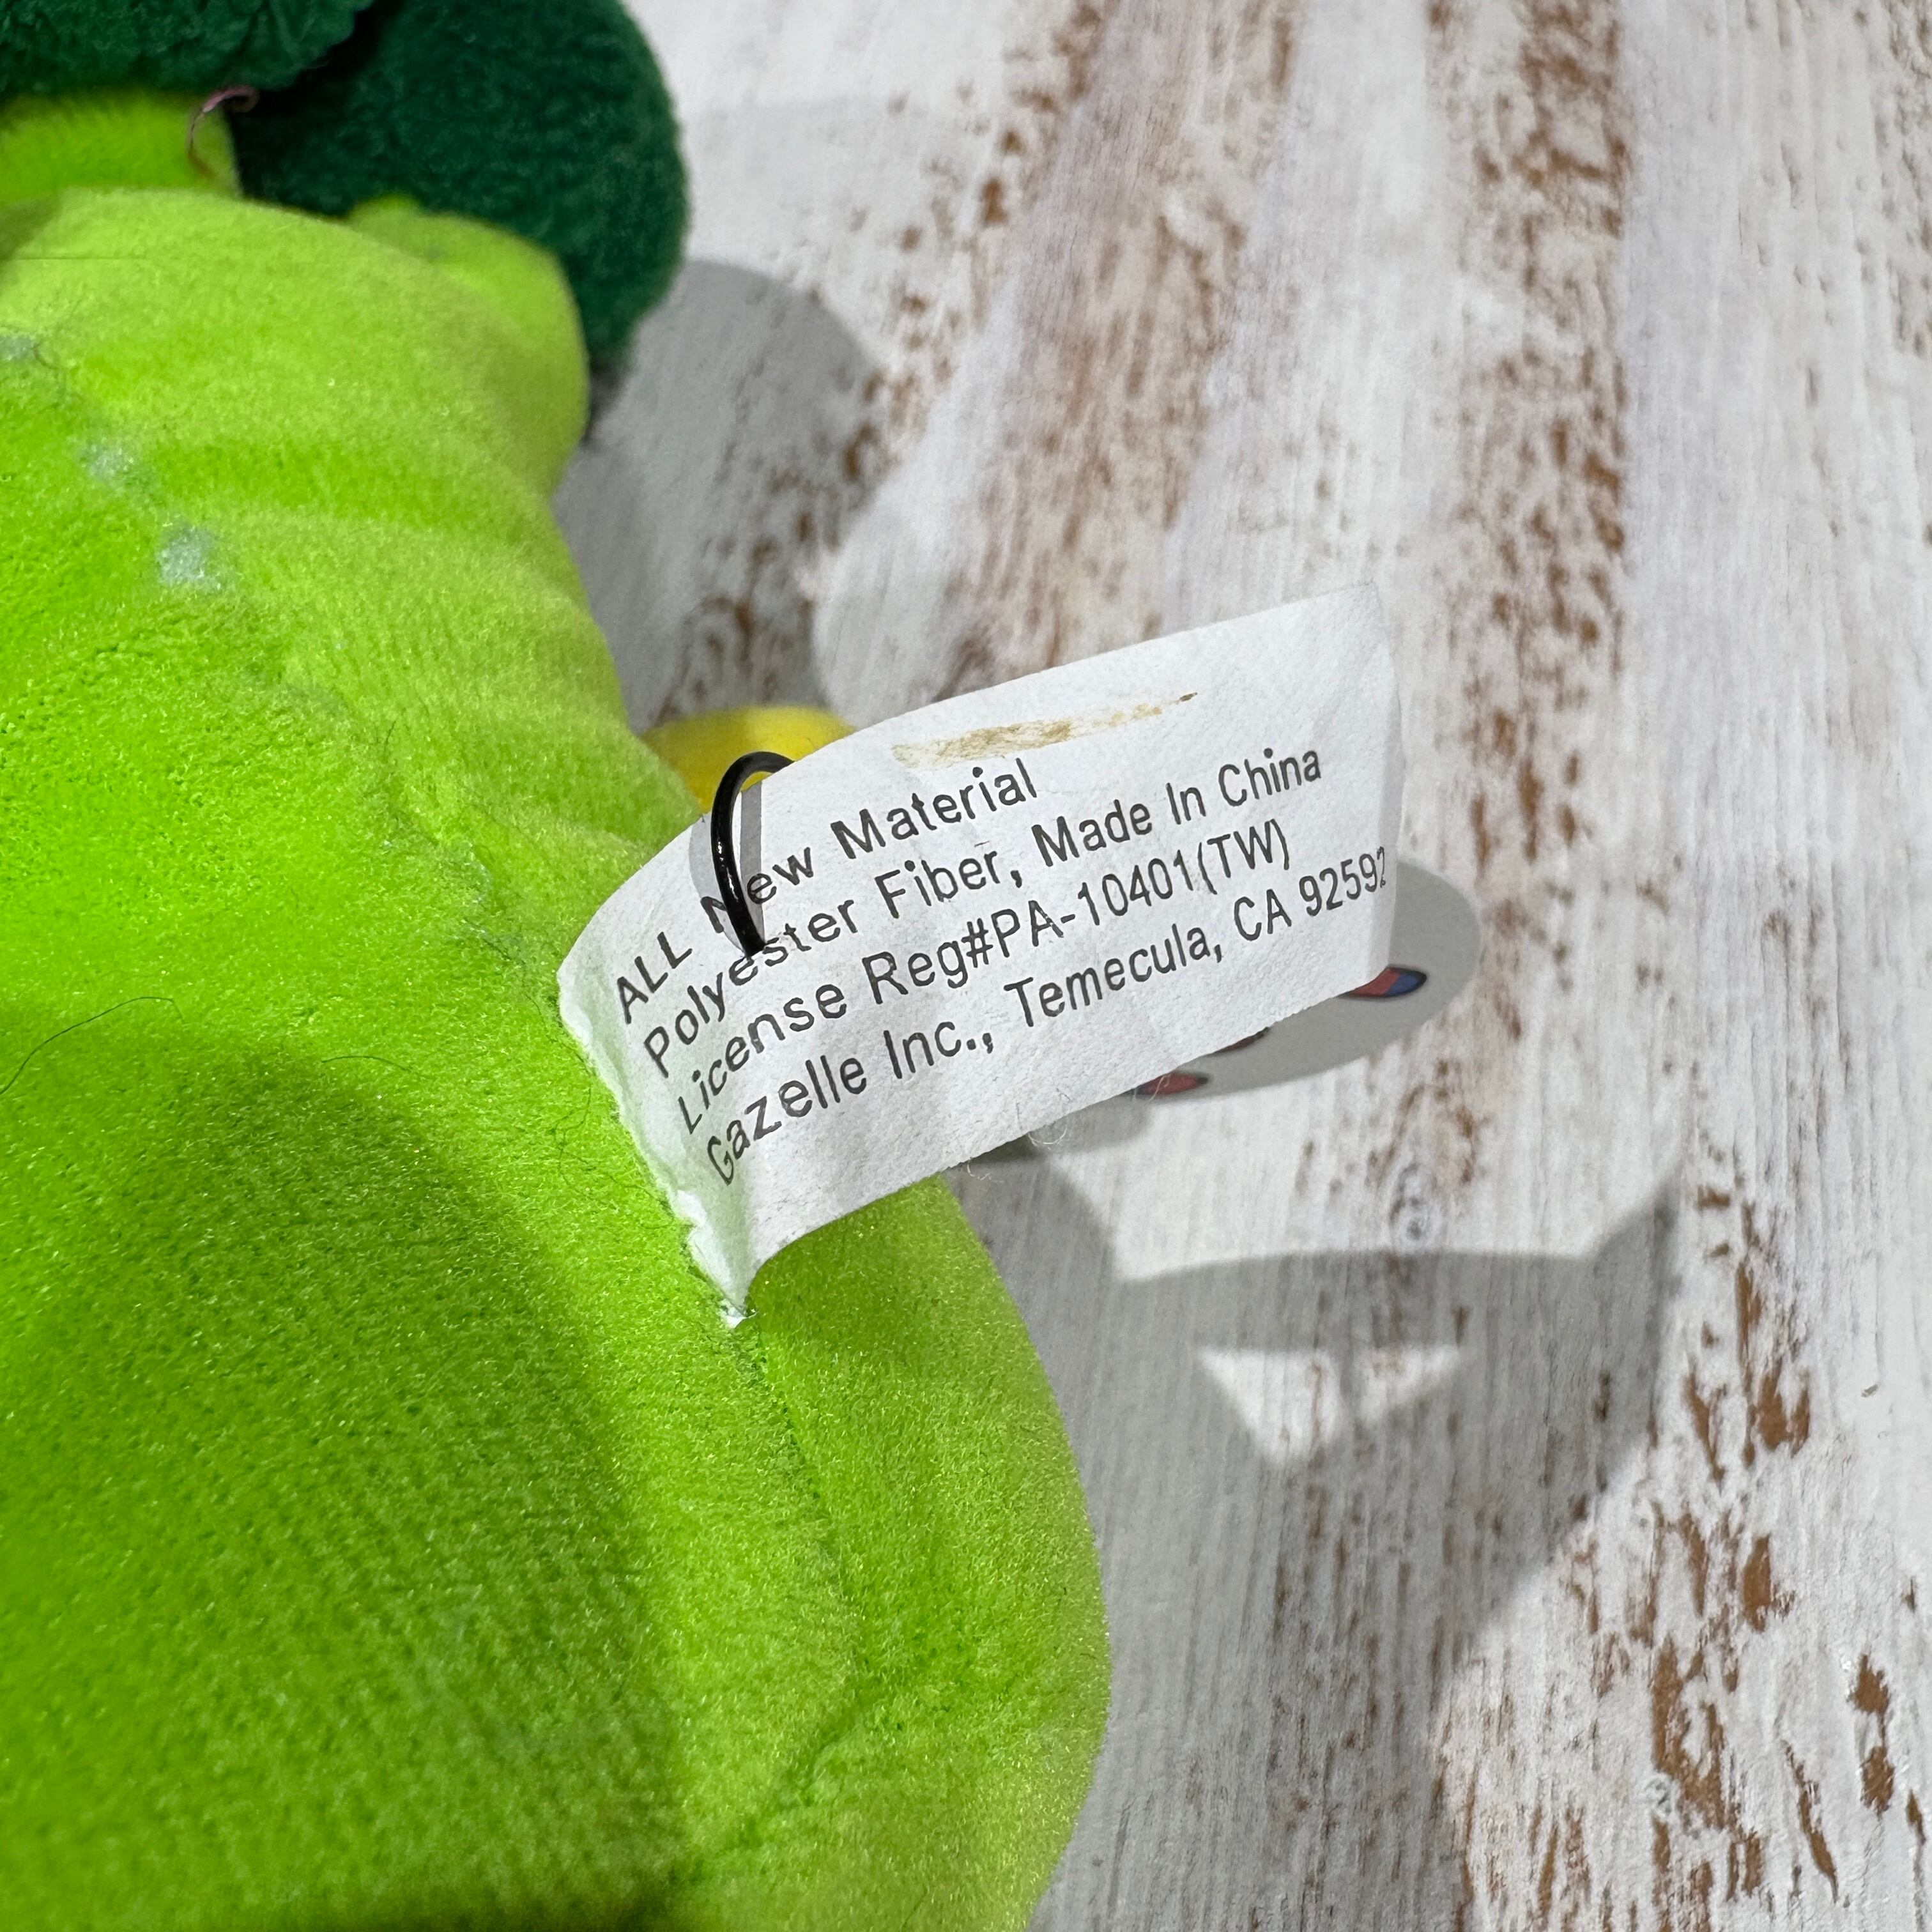 ALL New Material
Polyester Fiber, Made In China
License Reg#PA-10401(TW)
Gazelle Inc., Temecula, CA 92592